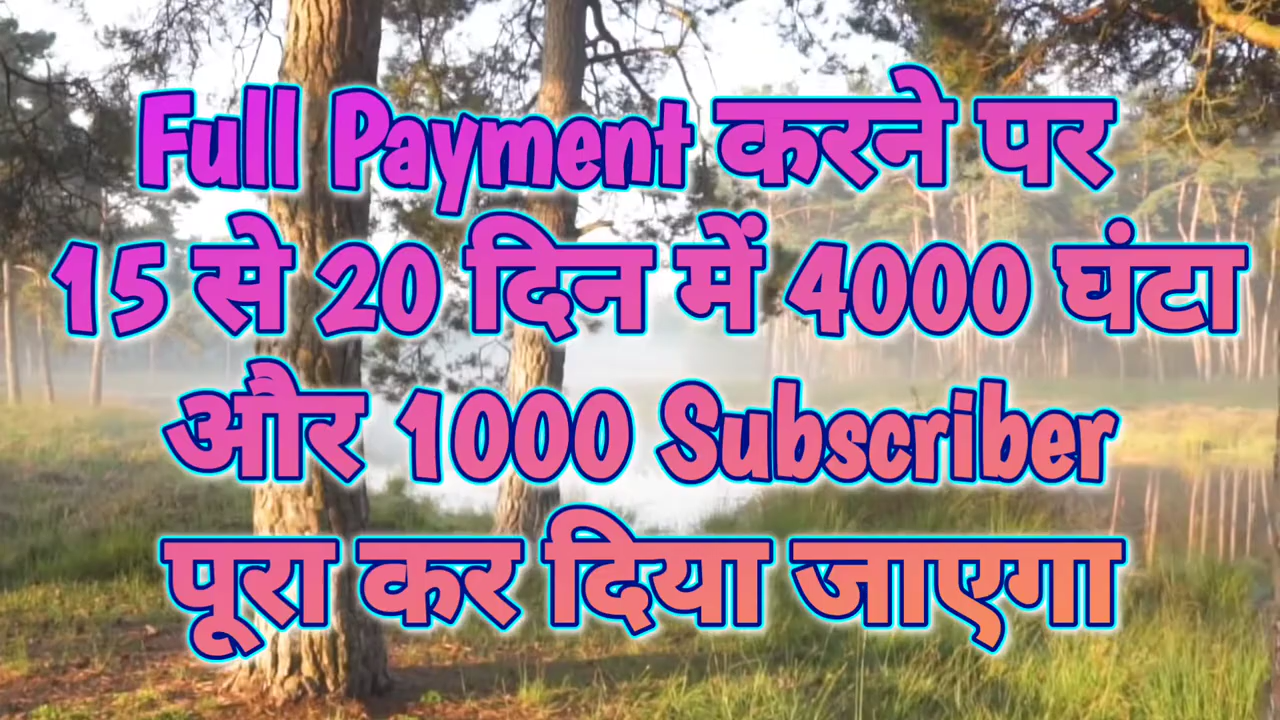 Full Payment करने पर
15 से 20 दिन में 4000 घंटा
और 1000 Subscriber
पूरा कर दिया जाएगा